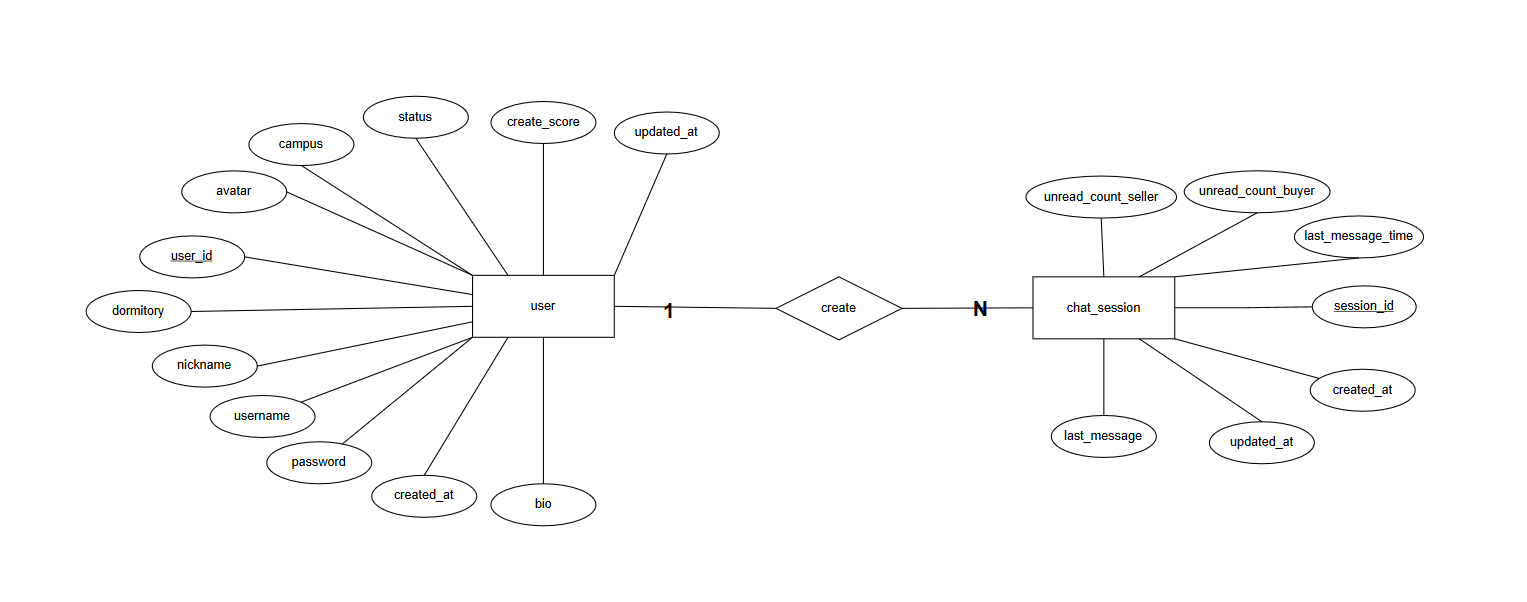 status
create_score
updated_at
campus
avatar
user_id
dormitory
nickname
username
password
created_at
bio
user
1
create
N
chat_session
unread_count_seller
unread_count_buyer
last_message_time
session_id
created_at
updated_at
last_message